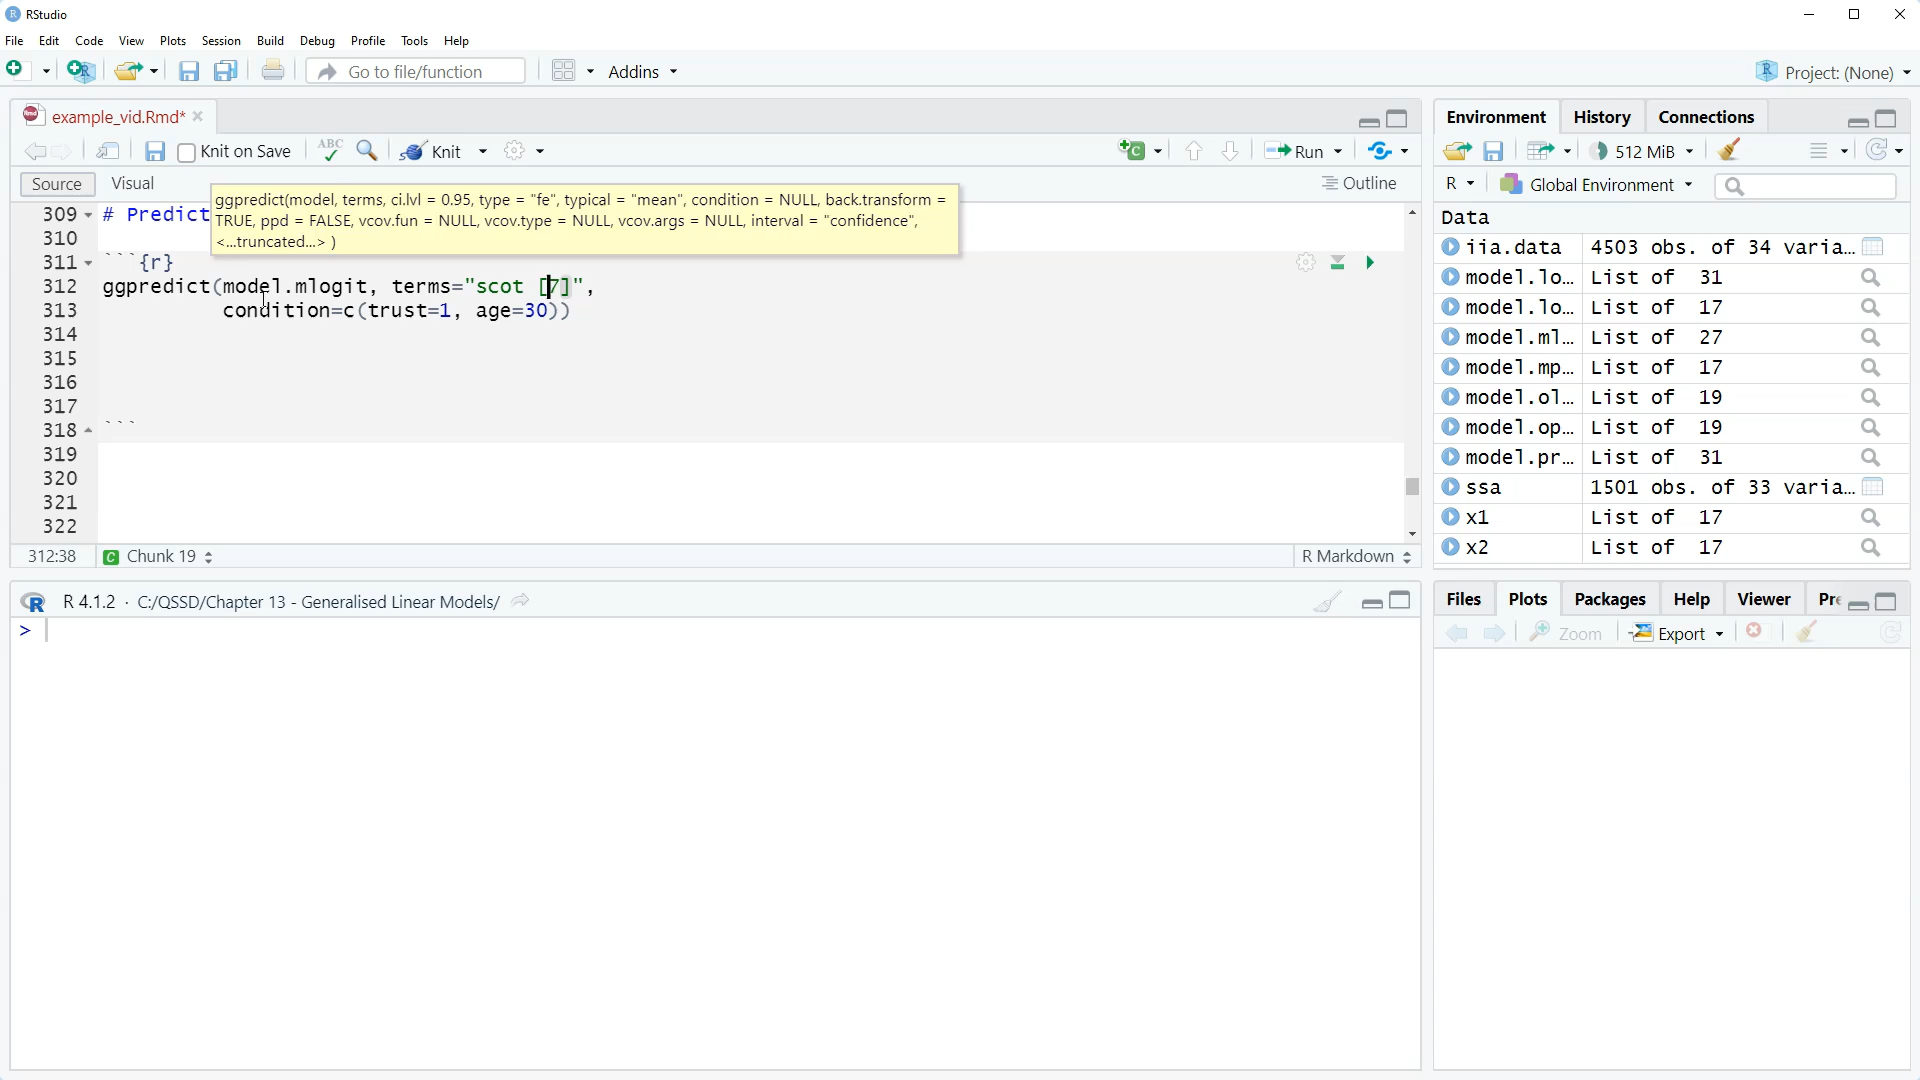 RStudio
File Edit Code View Plots Session Build Debug Profile Tools Help
Go to file/function Addins Project: (None)
example_vid.Rmd*
Knit on Save ABC Knit Run
Source Visual Outline
ggpredict(model, terms, ci.lvl = 0.95, type = "fe", typical = "mean", condition = NULL, back.transform =
TRUE, ppd = FALSE, vcov.fun = NULL, vcov.type = NULL, vcov.args = NULL, interval = "confidence",
<...truncated...> )
309 # Predict
310
311 ```{r}
312 ggpredict(model.mlogit, terms="scot [7]",
313 condition=c(trust=1, age=30))
314
315
316
317
318 ```
319
320
321
322
312:38 C Chunk 19 R Markdown
R 4.1.2 · C:/QSSD/Chapter 13 - Generalised Linear Models/
>
Environment History Connections
512 MiB
R Global Environment
Data
iia.data 4503 obs. of 34 varia…
model.lo… List of 31
model.lo… List of 17
model.ml… List of 27
model.mp… List of 17
model.ol… List of 19
model.op… List of 19
model.pr… List of 31
ssa 1501 obs. of 33 varia…
x1 List of 17
x2 List of 17
Files Plots Packages Help Viewer Pre
Zoom Export